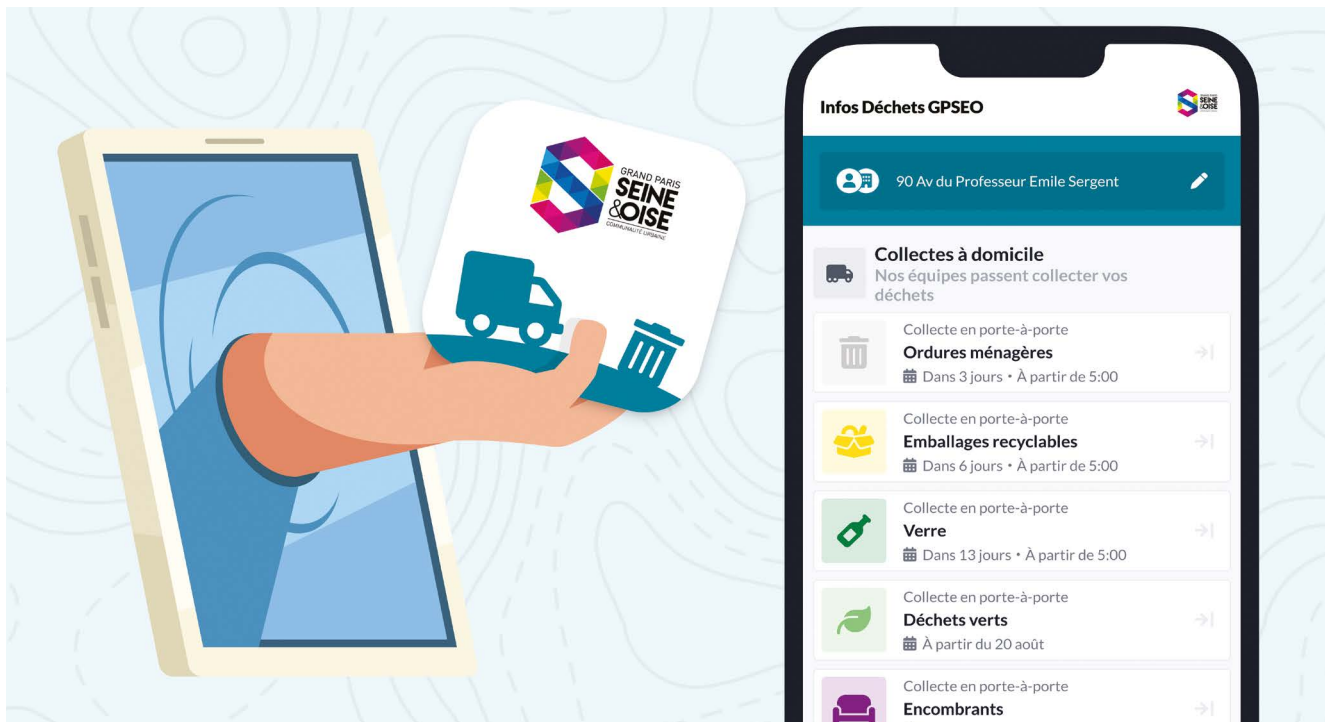 GRAND PARIS
SEINE
&OISE
COMMUNAUTÉ URBAINE
Infos Déchets GPSEO
SEINE
&OISE
90 Av du Professeur Emile Sergent
Collectes à domicile
Nos équipes passent collecter vos
déchets
Collecte en porte-à-porte
Ordures ménagères
Dans 3 jours • À partir de 5:00
Collecte en porte-à-porte
Emballages recyclables
Dans 6 jours • À partir de 5:00
Collecte en porte-à-porte
Verre
Dans 13 jours • À partir de 5:00
Collecte en porte-à-porte
Déchets verts
À partir du 20 août
Collecte en porte-à-porte
Encombrants